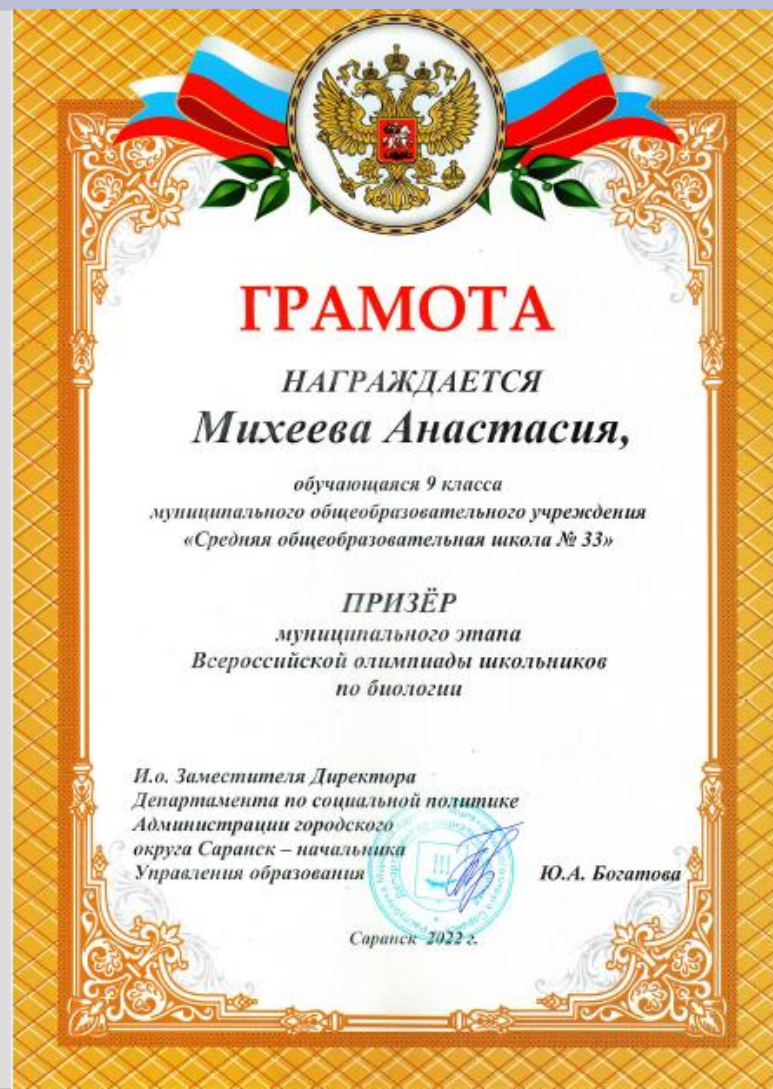 ГРАМОТА
НАГРАЖДАЕТСЯ
Михеева Анастасия,
обучающаяся 9 класса
муниципального общеобразовательного учреждения
«Средняя общеобразовательная школа № 33»
ПРИЗЁР
муниципального этапа
Всероссийской олимпиады школьников
по биологии
И.о. Заместителя Директора
Департамента по социальной политике
Администрации городского
округа Саранск – начальника
Управления образования
Ю.А. Богатова
Саранск 2022 г.